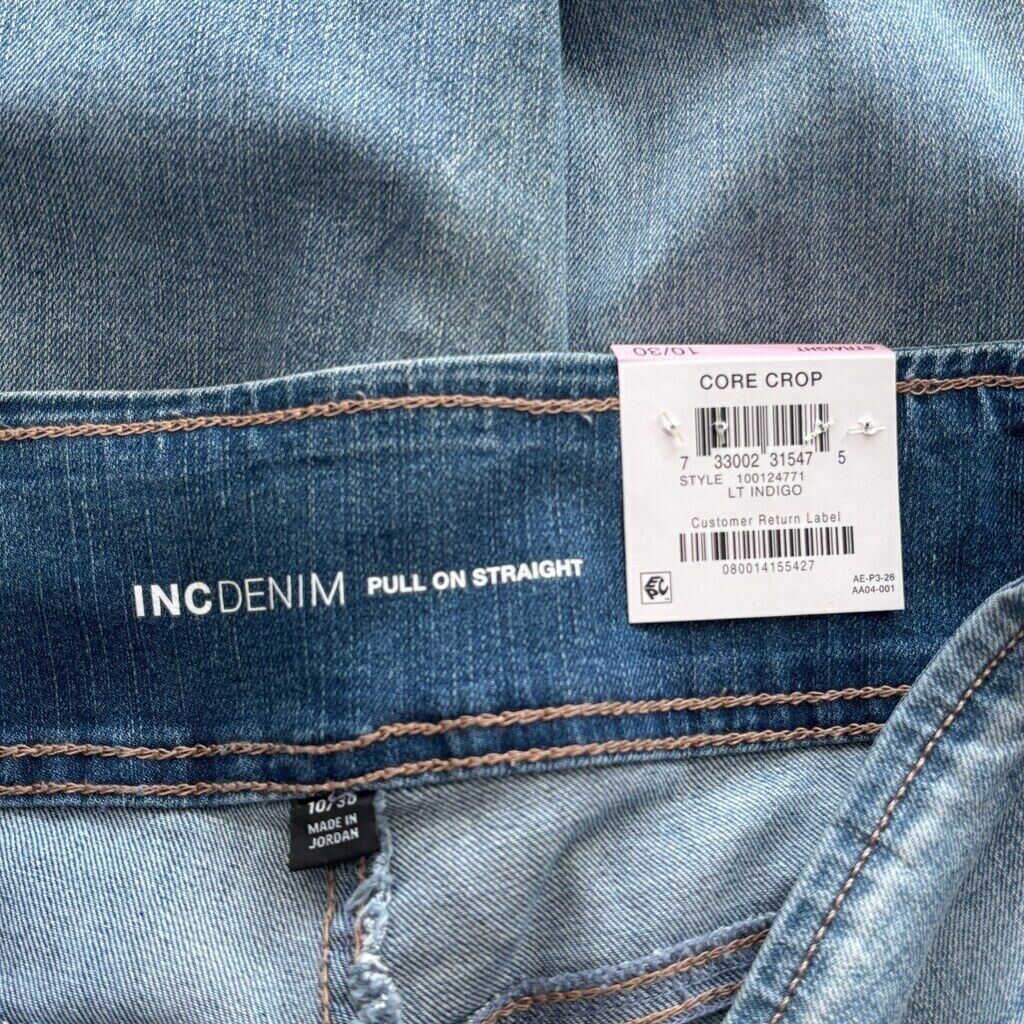 STRAIGHT
10/30
CORE CROP
7 33002 31547 5
STYLE 100124771
LT INDIGO
Customer Return Label
080014155427
EPC
AE-P3-26
AA04-001
INCDENIM PULL ON STRAIGHT
10/30
MADE IN
JORDAN